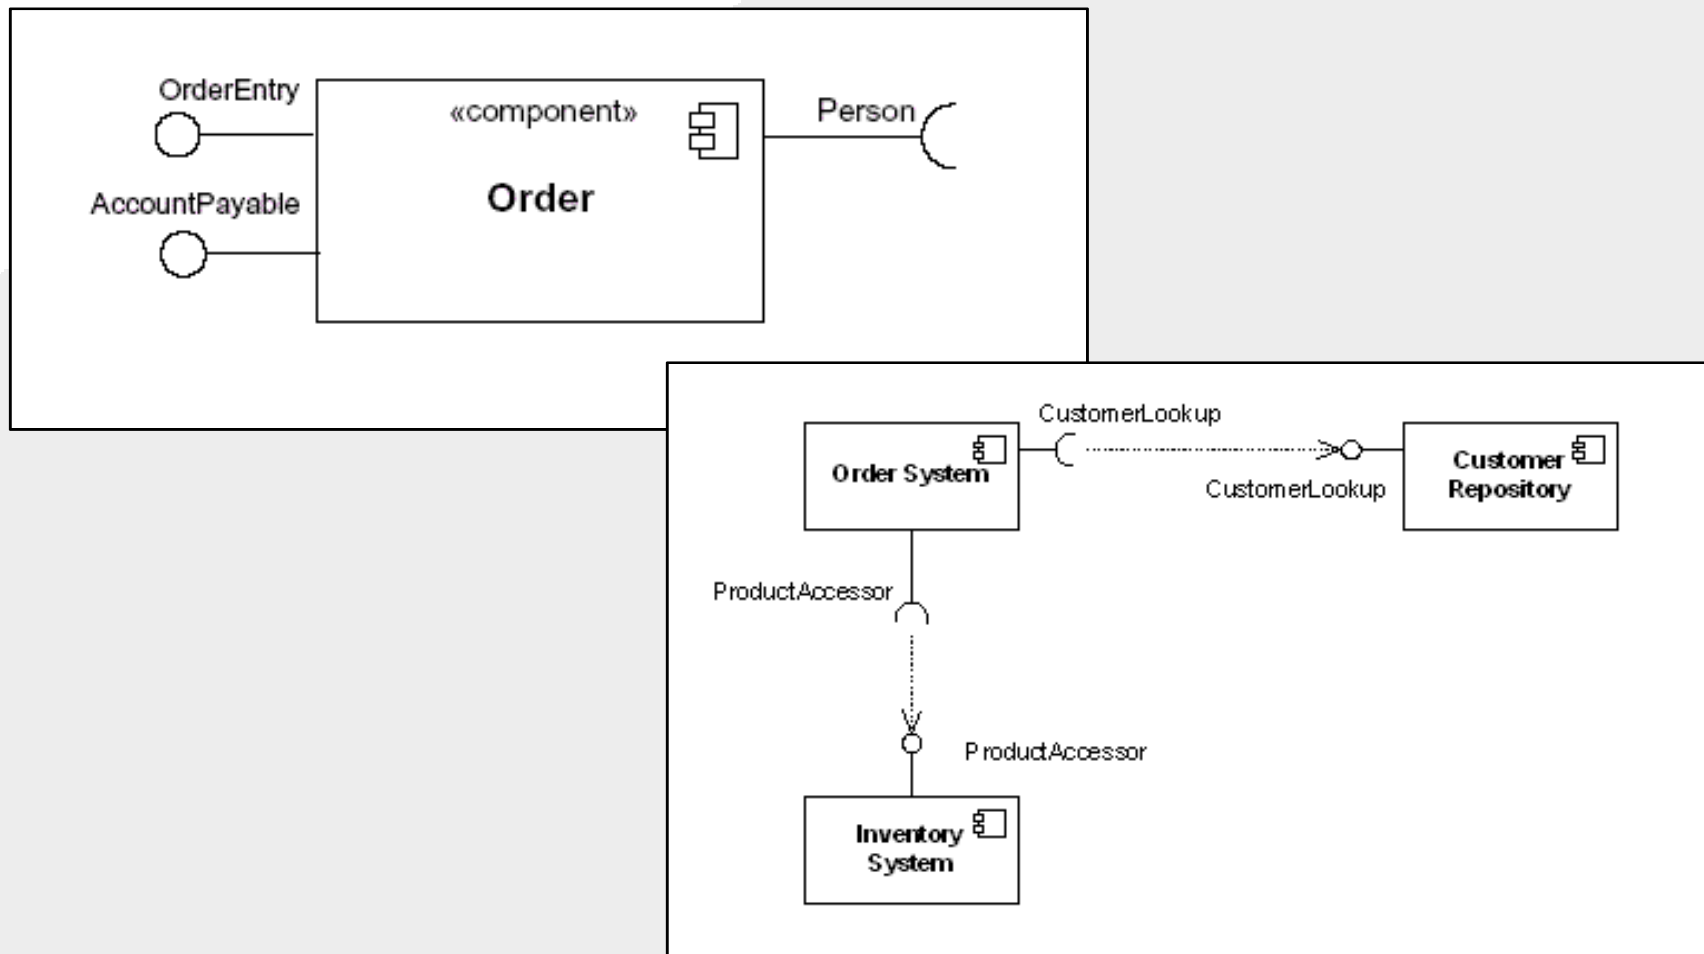 OrderEntry
«component»
Person
Order
AccountPayable
CustomerLookup
Order System
Customer
Repository
CustomerLookup
ProductAccessor
ProductAccessor
Inventory
System